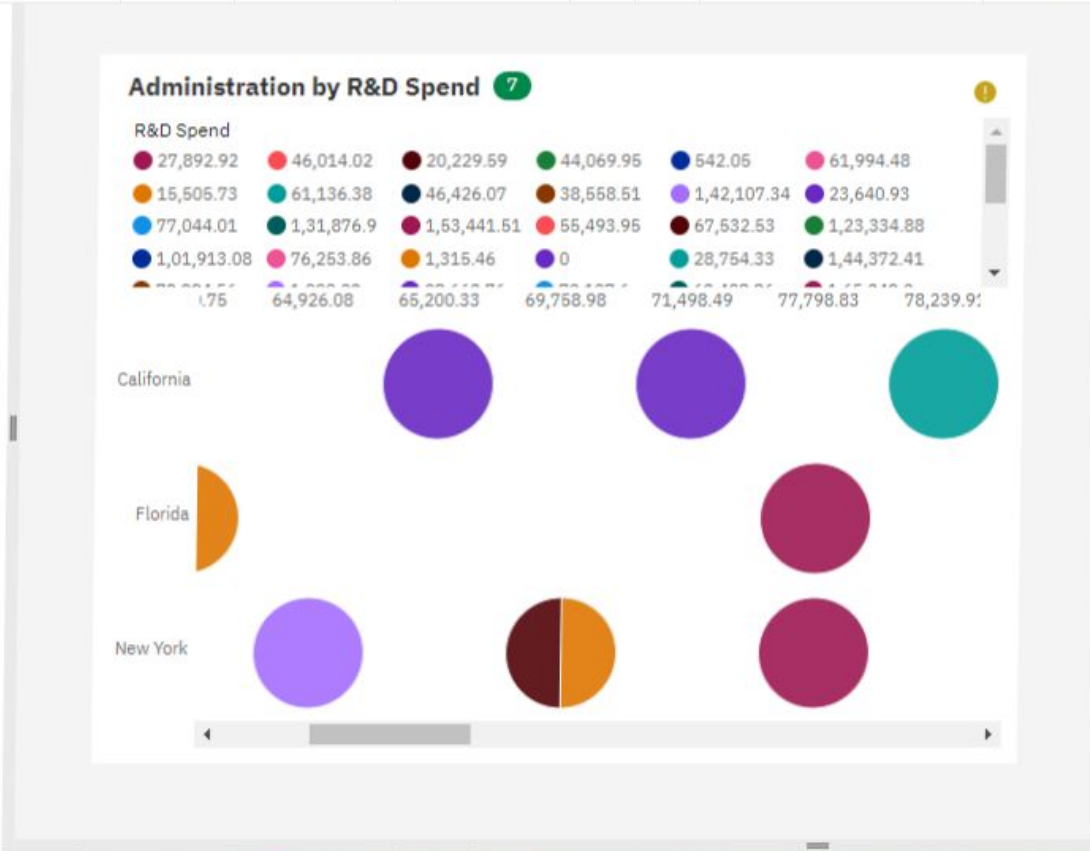 Administration by R&D Spend 7
!
R&D Spend
27,892.92 46,014.02 20,229.59 44,069.95 542.05 61,994.48
15,505.73 61,136.38 46,426.07 38,558.51 1,42,107.34 23,640.93
77,044.01 1,31,876.9 1,53,441.51 55,493.95 67,532.53 1,23,334.88
1,01,913.08 76,253.86 1,315.46 0 28,754.33 1,44,372.41
.75 64,926.08 65,200.33 69,758.98 71,498.49 77,798.83 78,239.9
California
Florida
New York